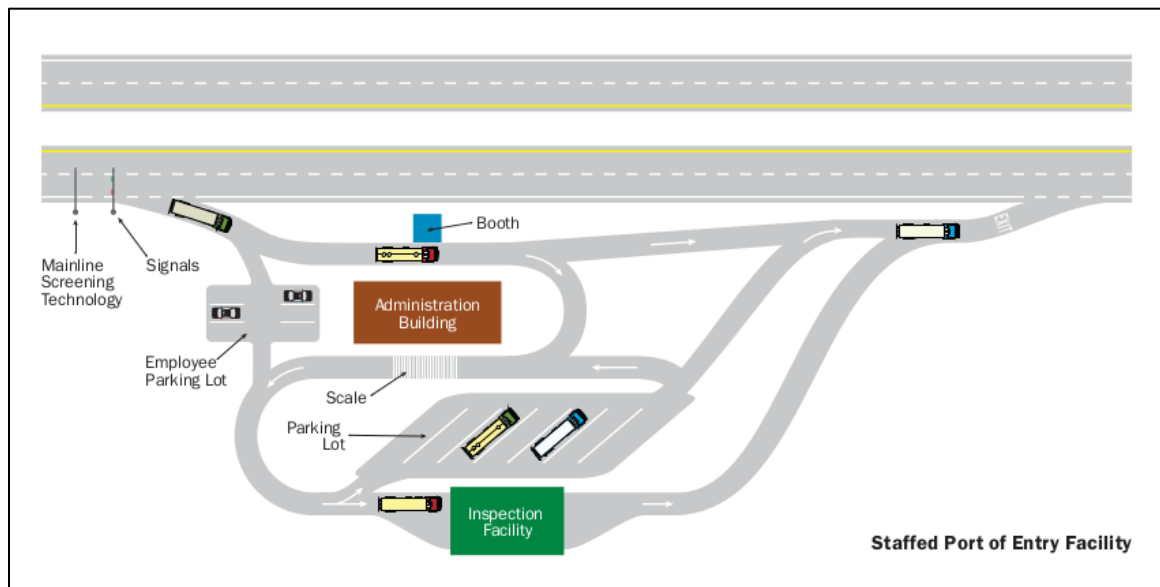 Mainline
Screening
Technology
Signals
Booth
EXIT
Administration
Building
Employee
Parking Lot
Scale
Parking
Lot
Inspection
Facility
Staffed Port of Entry Facility